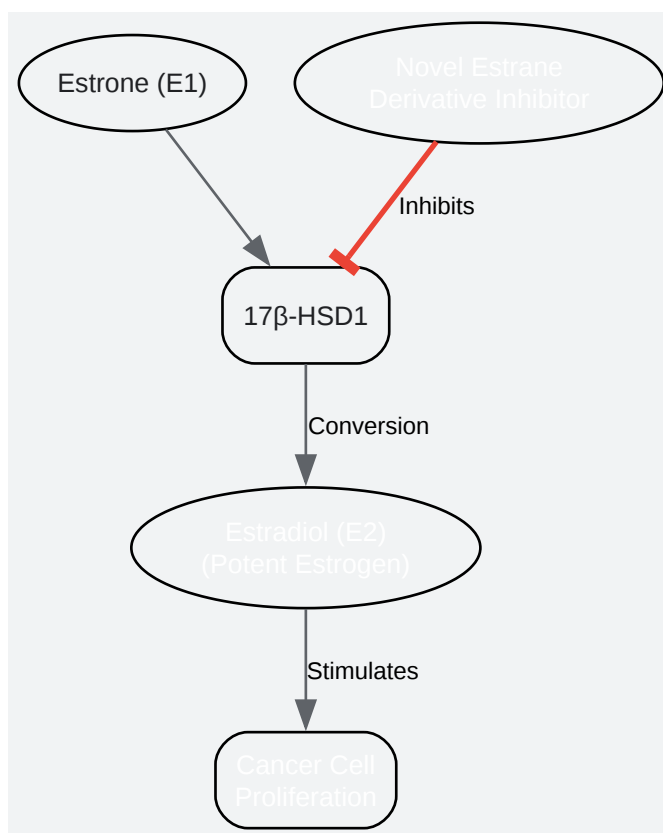 Estrone (E1)
Novel Estrane
Derivative Inhibitor
Inhibits
17β-HSD1
Conversion
Estradiol (E2)
(Potent Estrogen)
Stimulates
Cancer Cell
Proliferation